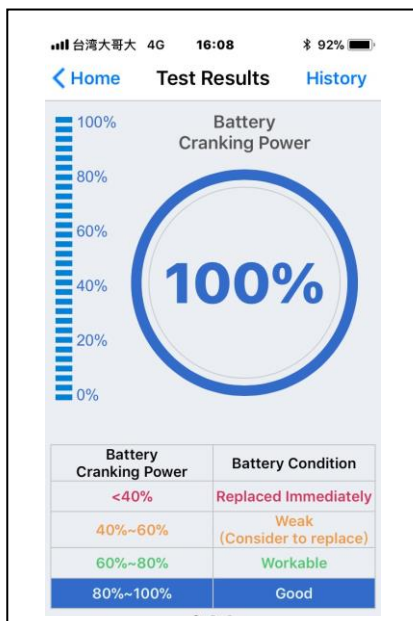 台湾大哥大 4G 16:08 92%
Home Test Results History
100%
80%
60%
40%
20%
0%
Battery
Cranking Power
100%
Battery
Cranking Power
Battery Condition
<40%
Replaced Immediately
40%~60%
Weak
(Consider to replace)
60%~80%
Workable
80%~100%
Good